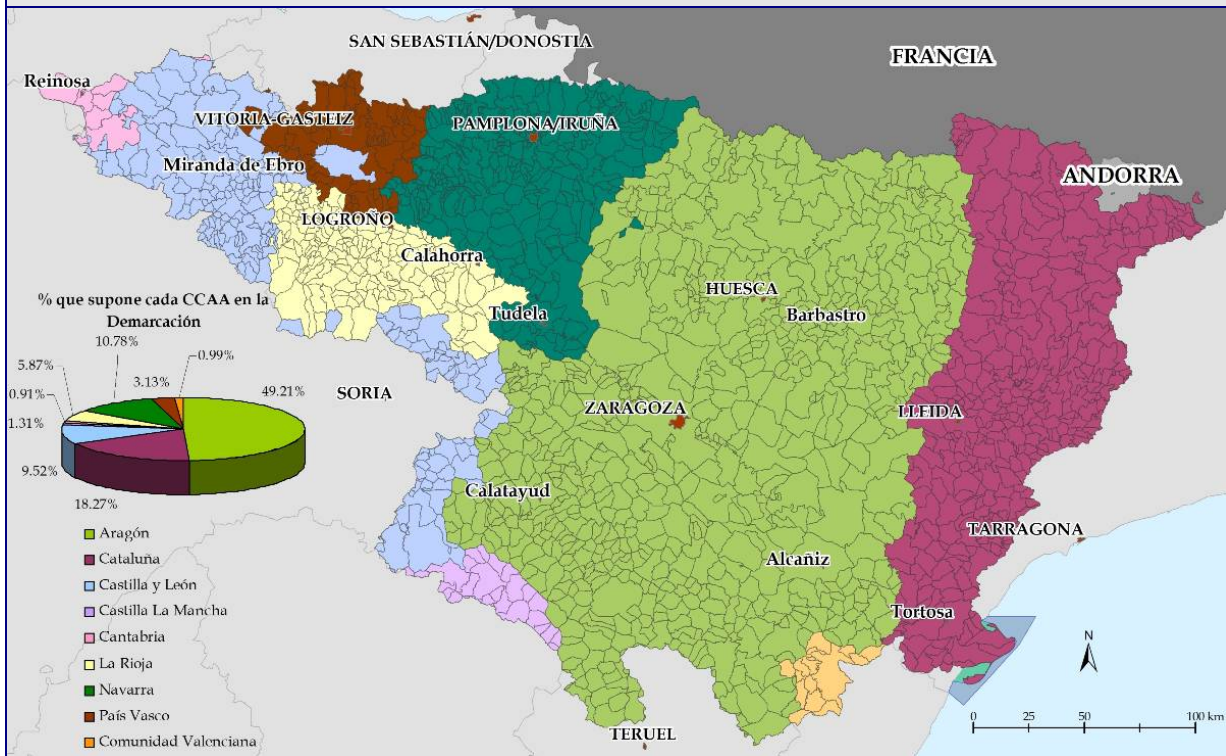 SAN SEBASTIÁN/DONOSTIA
FRANCIA
Reinosa
VITORIA-GASTEIZ
PAMPLONA/IRUÑA
Miranda de Ebro
ANDORRA
LOGROÑO
Calahorra
HUESCA
Tudela
Barbastro
% que supone cada CCAA en la
Demarcación
10.78%
0.99%
5.87%
3.13%
49.21%
0.91%
1.31%
9.52%
18.27%
SORIA
ZARAGOZA
LLEIDA
Calatayud
TARRAGONA
Alcañiz
Tortosa
TERUEL
Aragón
Cataluña
Castilla y León
Castilla La Mancha
Cantabria
La Rioja
Navarra
País Vasco
Comunidad Valenciana
N
0 25 50 100 km